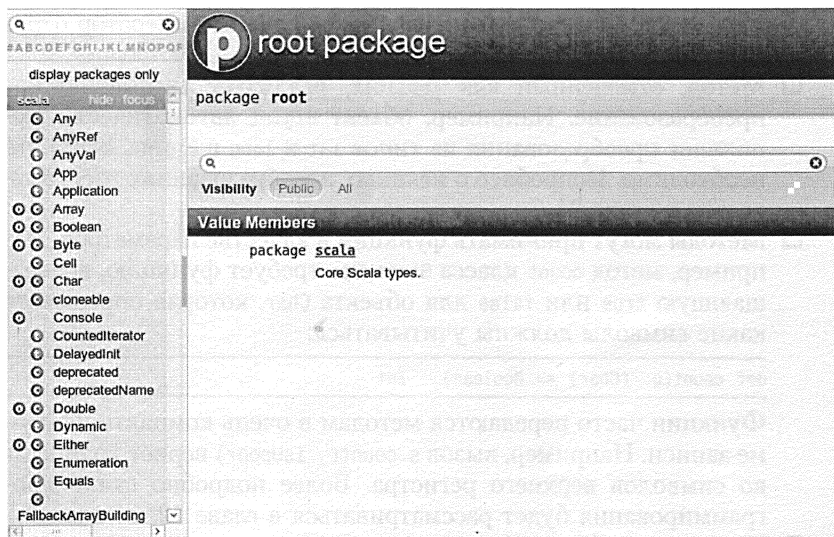 #ABCDEFGHIJKLMNOPQR
display packages only
scala hide focus
Any
AnyRef
AnyVal
App
Application
Array
Boolean
Byte
Cell
Char
cloneable
Console
CountedIterator
DelayedInit
deprecated
deprecatedName
Double
Dynamic
Either
Enumeration
Equals
FallbackArrayBuilding
p root package
package root
Visibility Public All
Value Members
package scala
Core Scala types.